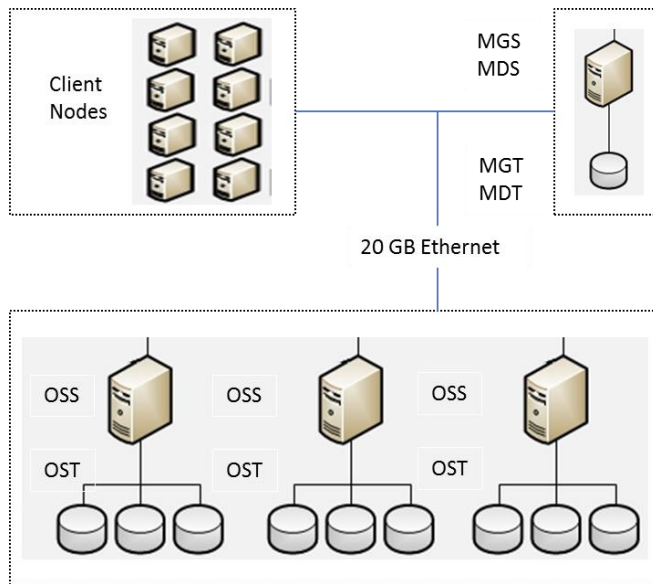 Client
Nodes
MGS
MDS
MGT
MDT
20 GB Ethernet
OSS
OSS
OSS
OST
OST
OST